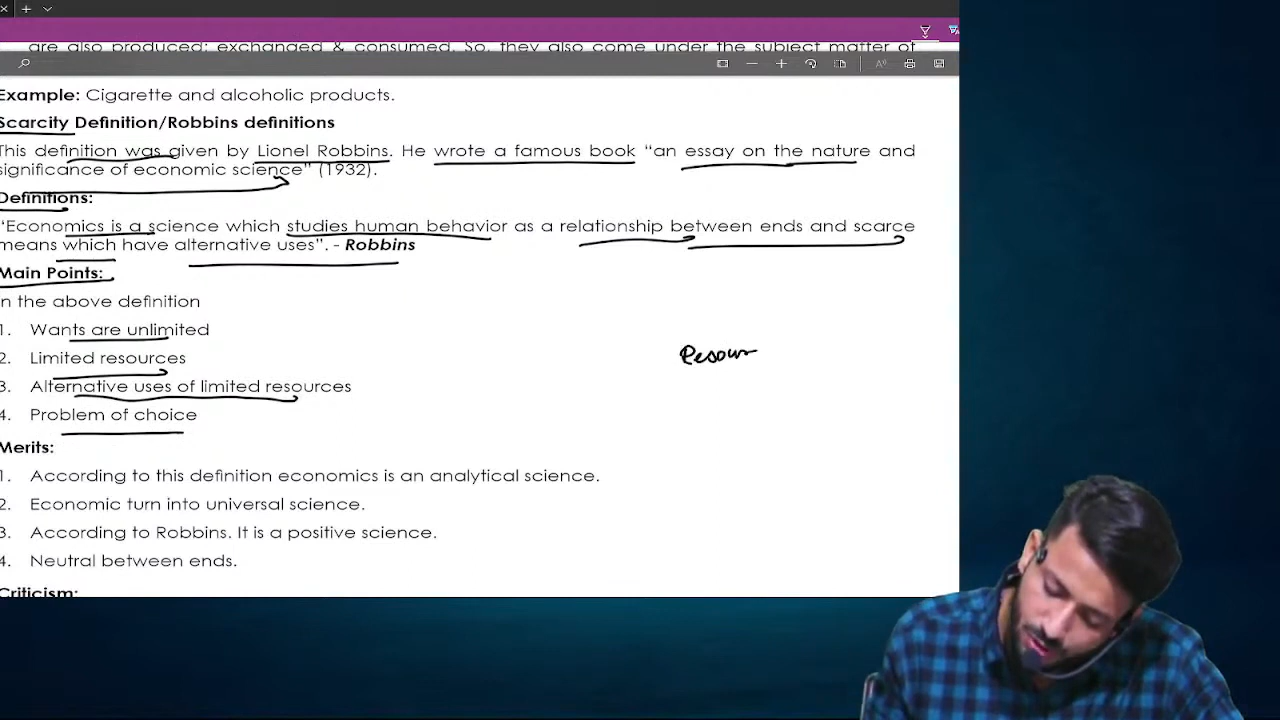 are also produced; exchanged & consumed. So, they also come under the subject matter of
Example: Cigarette and alcoholic products.
Scarcity Definition/Robbins definitions
This definition was given by Lionel Robbins. He wrote a famous book “an essay on the nature and
significance of economic science” (1932).
Definitions:
“Economics is a science which studies human behavior as a relationship between ends and scarce
means which have alternative uses”. - Robbins
Main Points:
In the above definition
1. Wants are unlimited
2. Limited resources
Resour
3. Alternative uses of limited resources
4. Problem of choice
Merits:
1. According to this definition economics is an analytical science.
2. Economic turn into universal science.
3. According to Robbins. It is a positive science.
4. Neutral between ends.
Criticism: